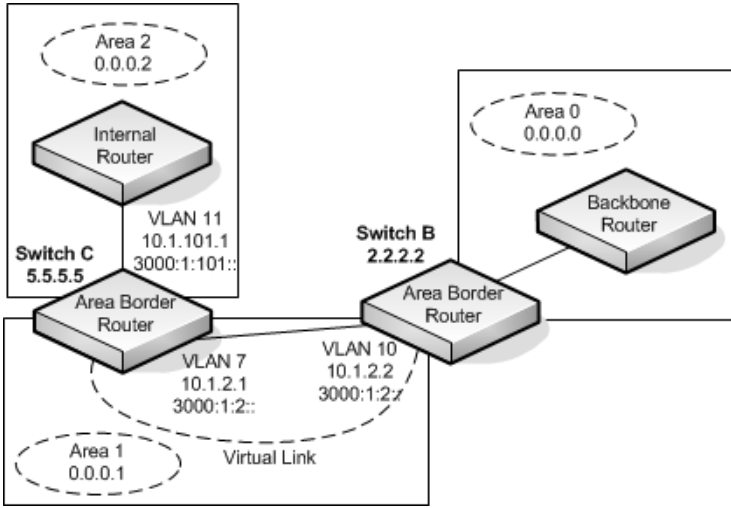 Area 2
0.0.0.2
Internal
Router
VLAN 11
10.1.101.1
3000:1:101::
Switch C
5.5.5.5
Area Border
Router
Area 0
0.0.0.0
Backbone
Router
Switch B
2.2.2.2
Area Border
Router
VLAN 7
10.1.2.1
3000:1:2::
VLAN 10
10.1.2.2
3000:1:2::
Area 1
0.0.0.1
Virtual Link